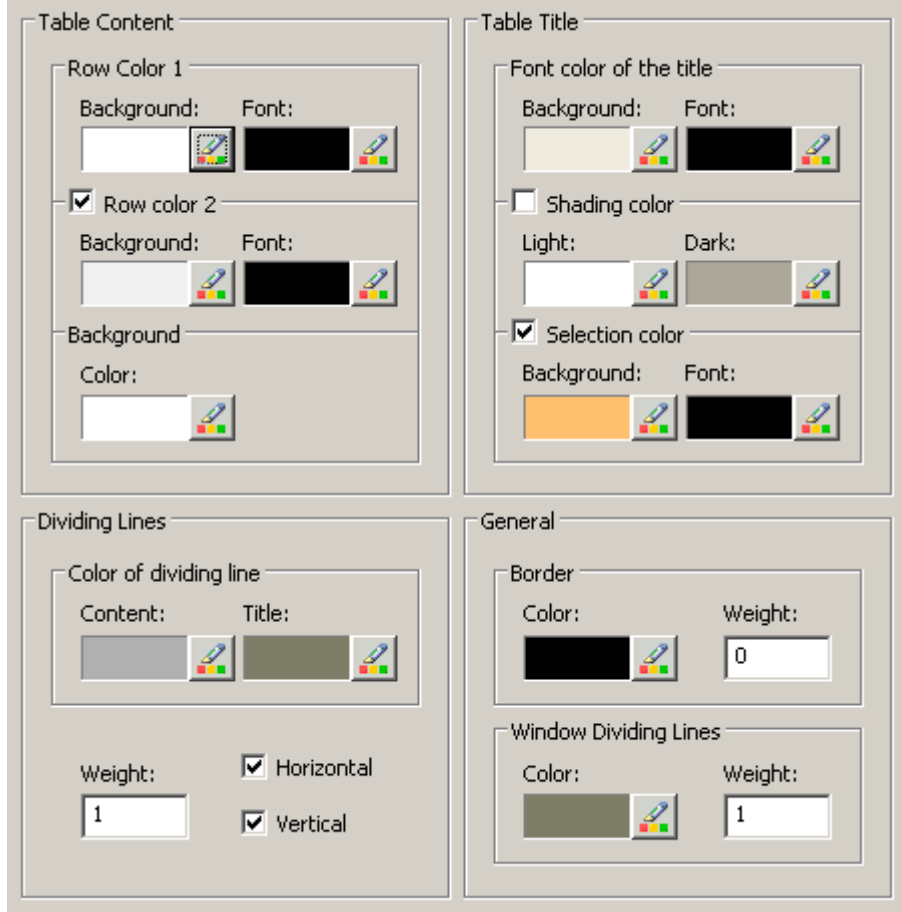 Table Content
Row Color 1
Background: Font:
Row color 2
Background: Font:
Background
Color:
Table Title
Font color of the title
Background: Font:
Shading color
Light: Dark:
Selection color
Background: Font:
Dividing Lines
Color of dividing line
Content: Title:
Weight:
1
Horizontal
Vertical
General
Border
Color: Weight:
0
Window Dividing Lines
Color: Weight:
1